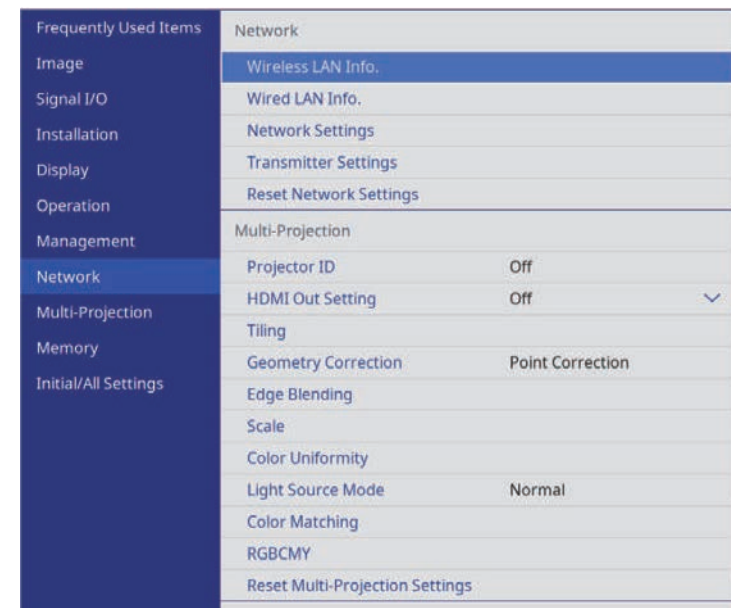 Frequently Used Items
Image
Signal I/O
Installation
Display
Operation
Management
Network
Multi-Projection
Memory
Initial/All Settings
Network
Wireless LAN Info.
Wired LAN Info.
Network Settings
Transmitter Settings
Reset Network Settings
Multi-Projection
Projector ID Off
HDMI Out Setting Off
Tiling
Geometry Correction Point Correction
Edge Blending
Scale
Color Uniformity
Light Source Mode Normal
Color Matching
RGBCMY
Reset Multi-Projection Settings